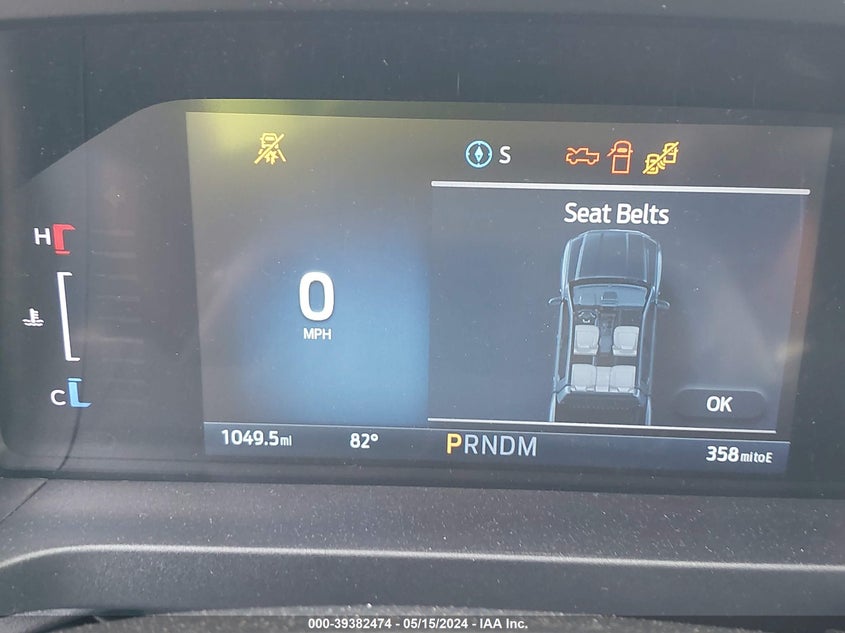 S
Seat Belts
H
0
MPH
C
OK
1049.5mi 82° PRNDM 358mitoE
000-39382474 - 05/15/2024 - IAA Inc.